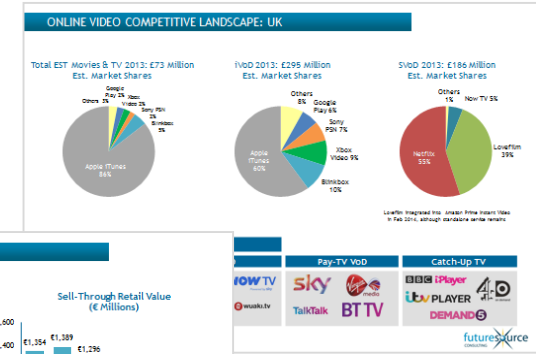 ONLINE VIDEO COMPETITIVE LANDSCAPE: UK
Total EST Movies & TV 2013: £73 Million
Est. Market Shares
Google
Play 2%
Xbox
Video 2%
Others 3%
Sony PSN
2%
Blinkbox
5%
Apple iTunes
86%
iVoD 2013: £295 Million
Est. Market Shares
Others
8%
Google
Play 6%
Sony
PSN 7%
Xbox
Video 9%
Blinkbox
10%
Apple
iTunes
60%
SVoD 2013: £186 Million
Est. Market Shares
Others
1%
Now TV 5%
Lovefilm
39%
Netflix
55%
Lovefilm integrated into Amazon Prime Instant Video
in Feb 2014, although standalone service remains
Pay-TV VoD
Catch-Up TV
NOW TV
wuaki.tv
sky
Virgin
media
TalkTalk
BT TV
BBC iPlayer
itv PLAYER
4oD
DEMAND 5
futuresource
CONSULTING
Sell-Through Retail Value
(€ Millions)
,600
,400
€1,354
€1,389
€1,296